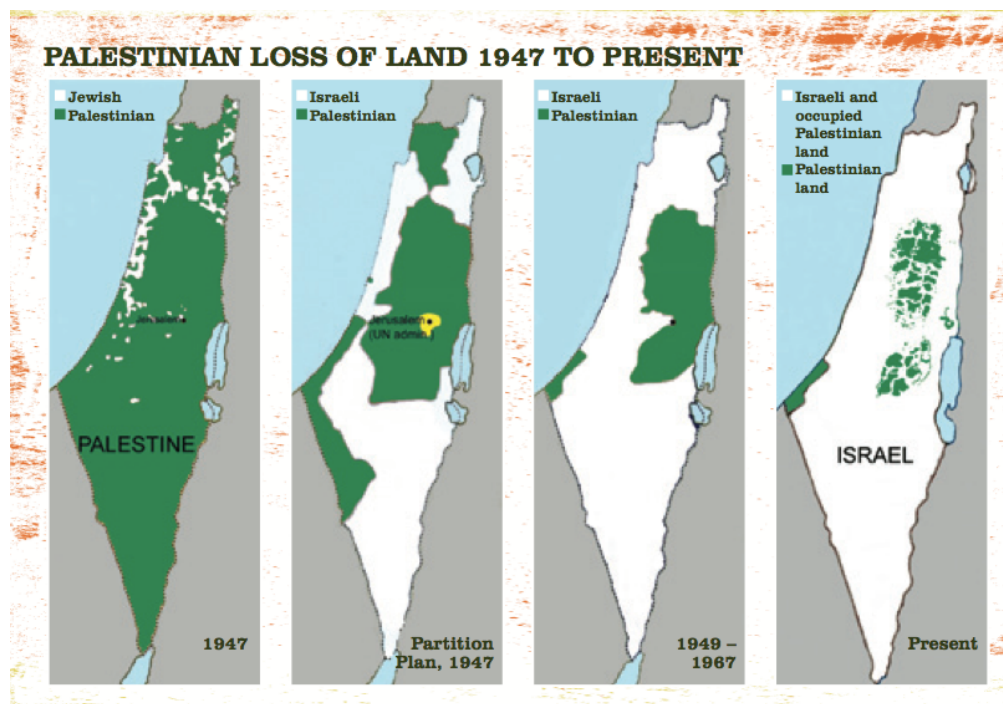 PALESTINIAN LOSS OF LAND 1947 TO PRESENT
Jewish
Palestinian
Jerusalem
PALESTINE
1947
Israeli
Palestinian
Jerusalem
(UN admin.)
Partition
Plan, 1947
Israeli
Palestinian
1949 –
1967
Israeli and
occupied
Palestinian
land
Palestinian
land
ISRAEL
Present